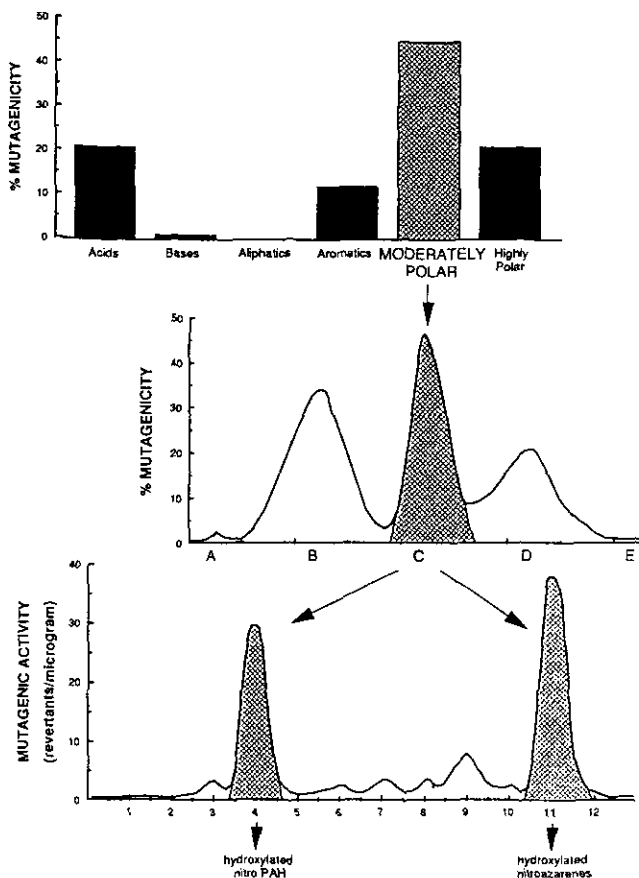 50
40
30
20
10
0
% MUTAGENICITY
Acids Bases Aliphatics Aromatics MODERATELY POLAR Highly Polar
50
40
30
20
10
0
% MUTAGENICITY
A B C D E
40
30
20
10
0
MUTAGENIC ACTIVITY
(revertants/microgram)
1 2 3 4 5 6 7 8 9 10 11 12
hydroxylated
nitro PAH
hydroxylated
nitroazarenes